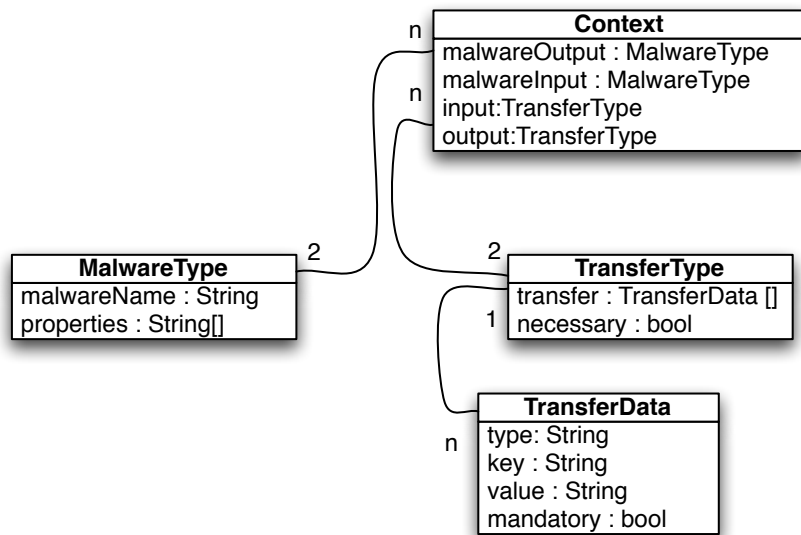 n
Context
malwareOutput : MalwareType
malwareInput : MalwareType
n
input:TransferType
output:TransferType
2
2
MalwareType
malwareName : String
properties : String[]
TransferType
transfer : TransferData []
necessary : bool
1
TransferData
n
type: String
key : String
value : String
mandatory : bool